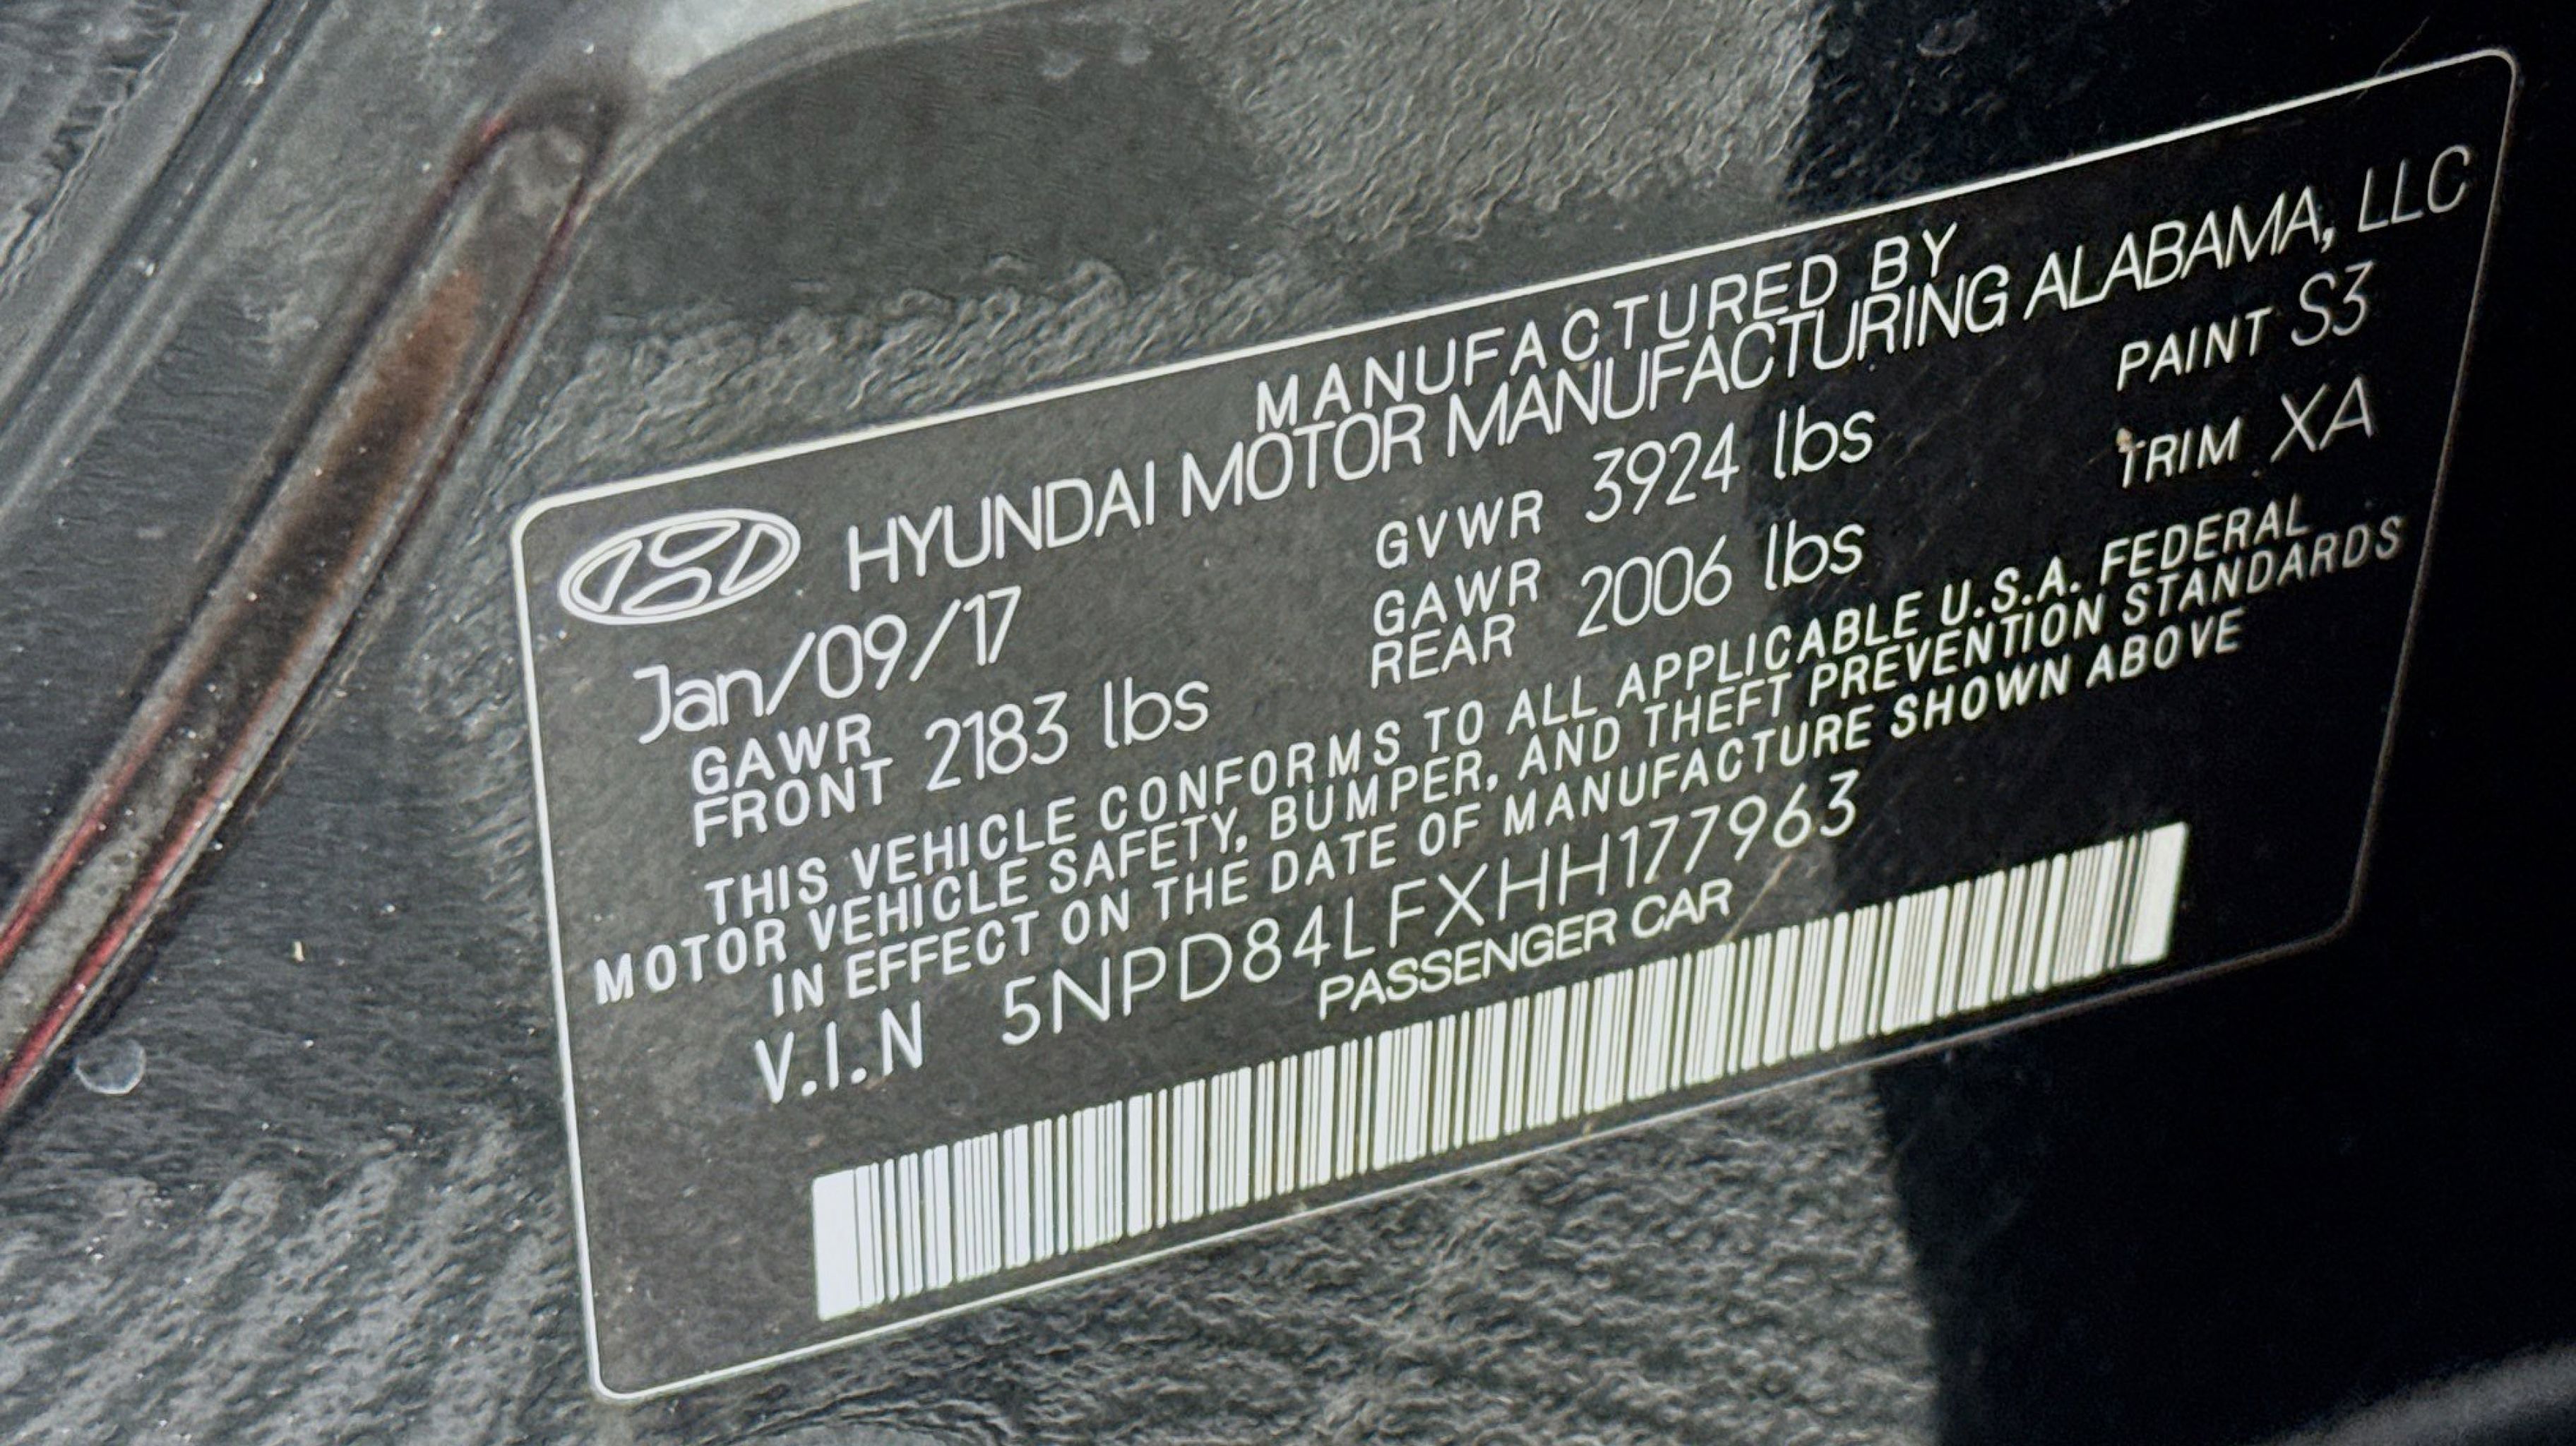 MANUFACTURED BY
HYUNDAI MOTOR MANUFACTURING ALABAMA, LLC
Jan/09/17 GVWR 3924 lbs PAINT S3
GAWR FRONT 2183 lbs GAWR REAR 2006 lbs TRIM XA
THIS VEHICLE CONFORMS TO ALL APPLICABLE U.S.A. FEDERAL
MOTOR VEHICLE SAFETY, BUMPER, AND THEFT PREVENTION STANDARDS
IN EFFECT ON THE DATE OF MANUFACTURE SHOWN ABOVE
V.I.N 5NPD84LFXHH177963
PASSENGER CAR